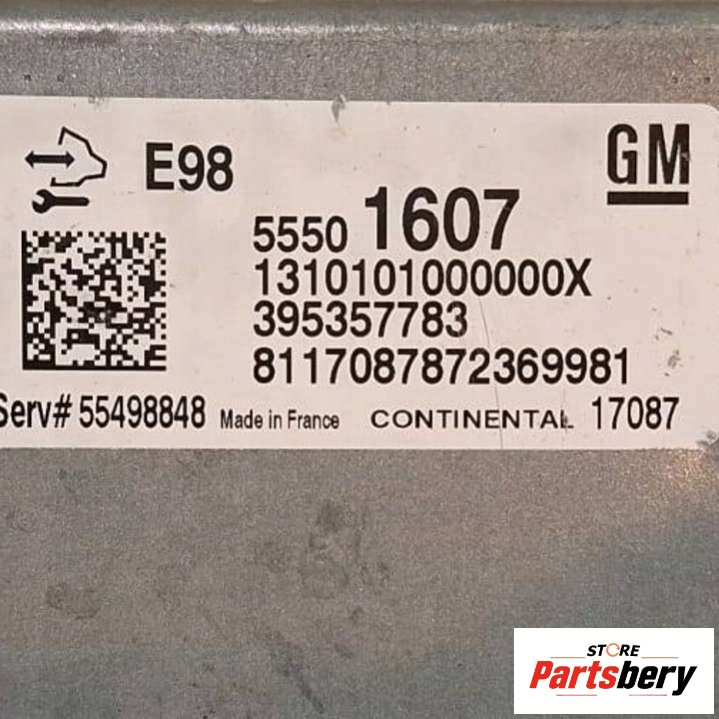 E98
GM
5550 1607
1310101000000X
395357783
8117087872369981
Serv# 55498848 Made in France CONTINENTAL 17087
STORE
Partsbery